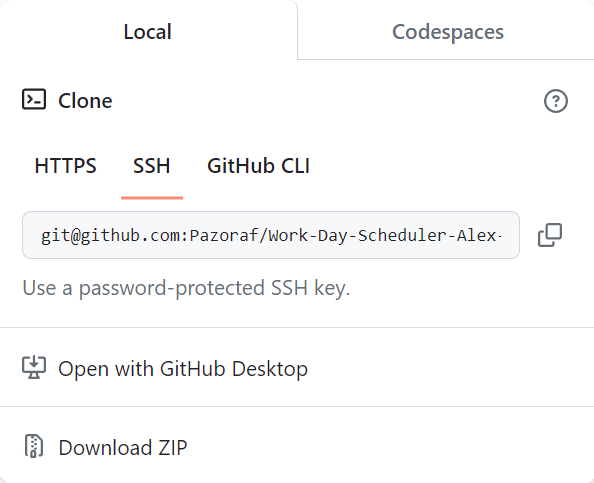 Local Codespaces
Clone
HTTPS SSH GitHub CLI
git@github.com:Pazoraf/Work-Day-Scheduler-Alex-
Use a password-protected SSH key.
Open with GitHub Desktop
Download ZIP